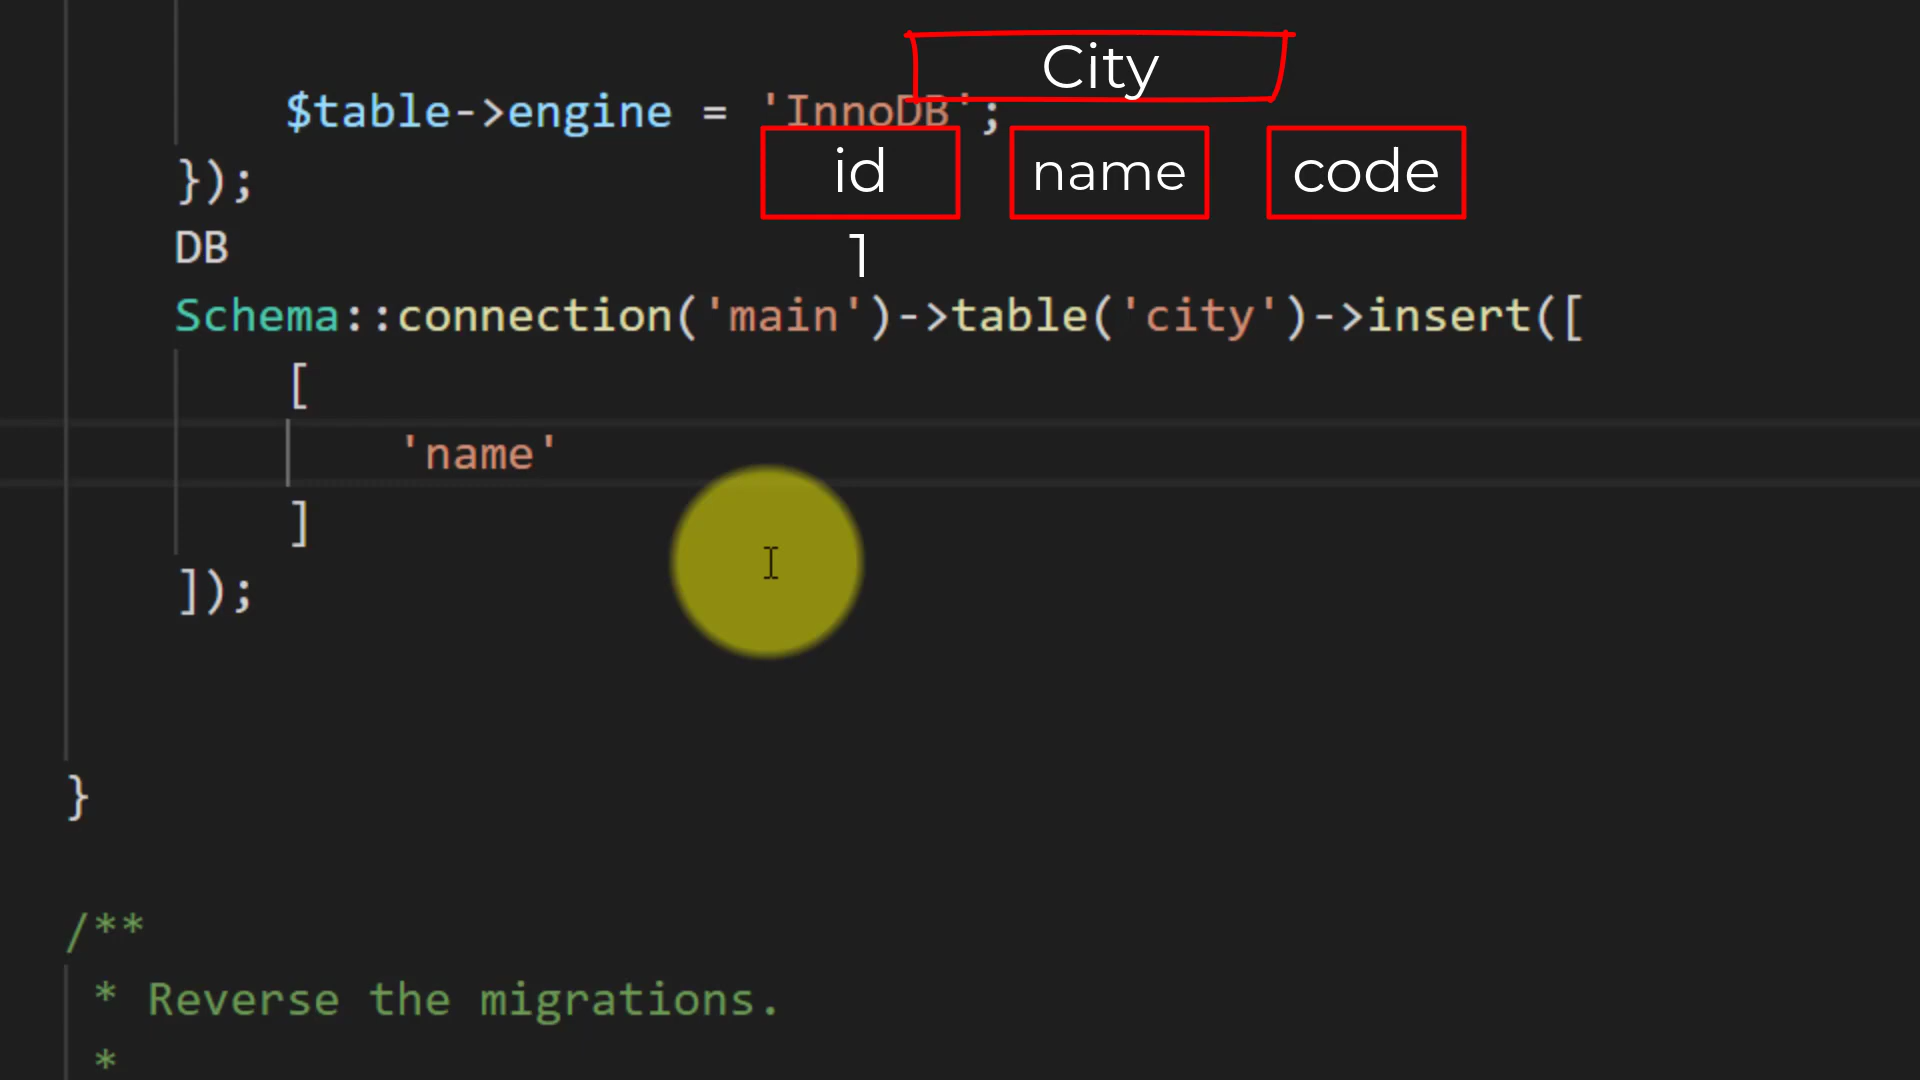 City
$table->engine = 'InnoDB';
id name code
});
1
DB
Schema::connection('main')->table('city')->insert([
[
'name'
]
]);
}
/**
* Reverse the migrations.
*